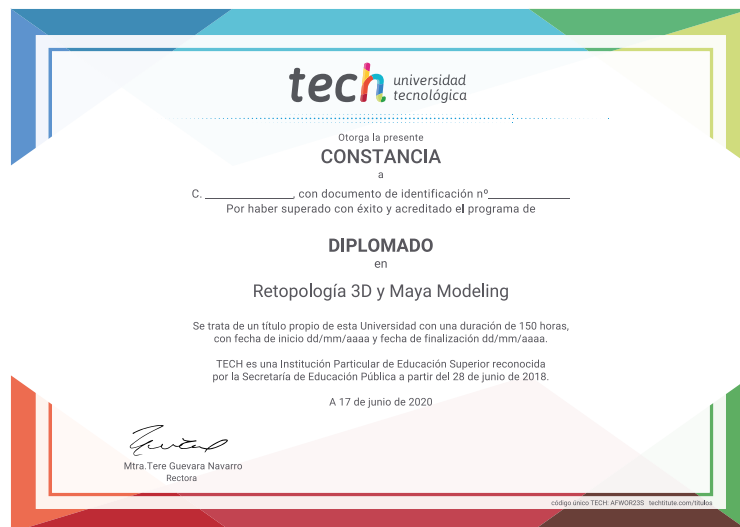 tech universidad
tecnológica
Otorga la presente
CONSTANCIA
a
C. ______________, con documento de identificación nº______________
Por haber superado con éxito y acreditado el programa de
DIPLOMADO
en
Retopología 3D y Maya Modeling
Se trata de un título propio de esta Universidad con una duración de 150 horas,
con fecha de inicio dd/mm/aaaa y fecha de finalización dd/mm/aaaa.
TECH es una Institución Particular de Educación Superior reconocida
por la Secretaría de Educación Pública a partir del 28 de junio de 2018.
A 17 de junio de 2020
Mtra.Tere Guevara Navarro
Rectora
código único TECH: AFWOR23S techtitute.com/titulos